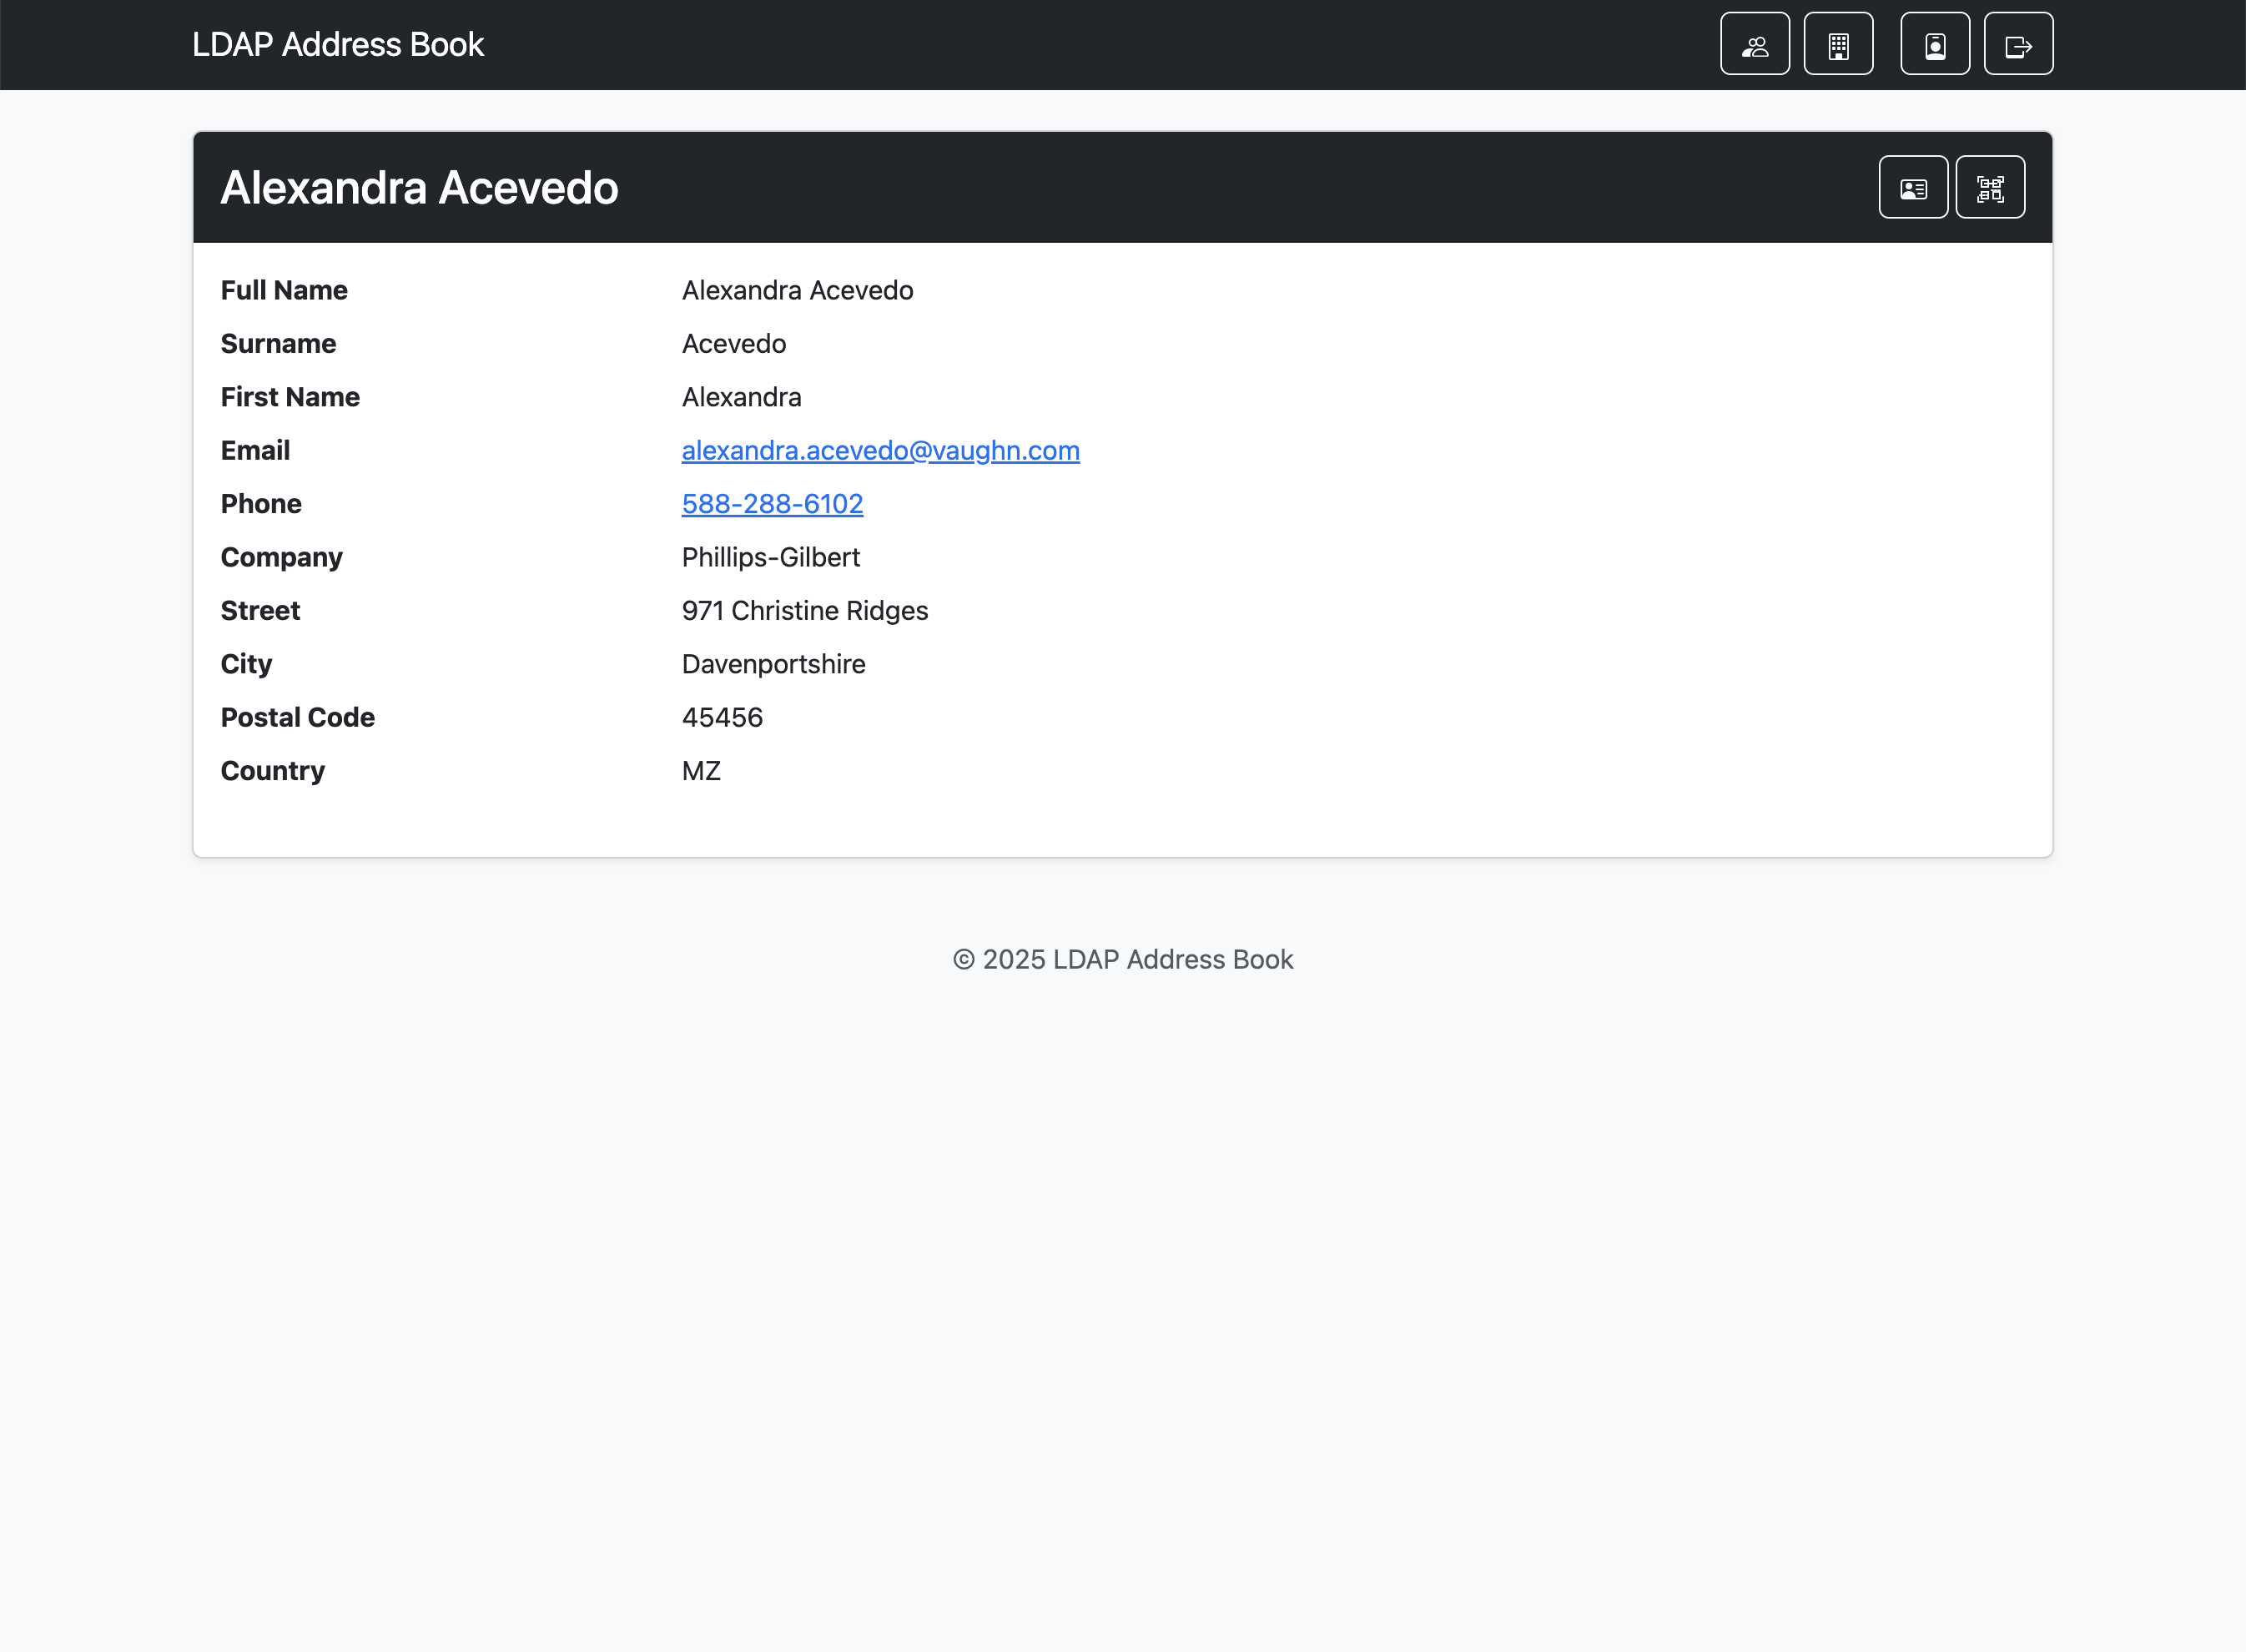 LDAP Address Book
Alexandra Acevedo
Full Name Alexandra Acevedo
Surname Acevedo
First Name Alexandra
Email alexandra.acevedo@vaughn.com
Phone 588-288-6102
Company Phillips-Gilbert
Street 971 Christine Ridges
City Davenportshire
Postal Code 45456
Country MZ
© 2025 LDAP Address Book